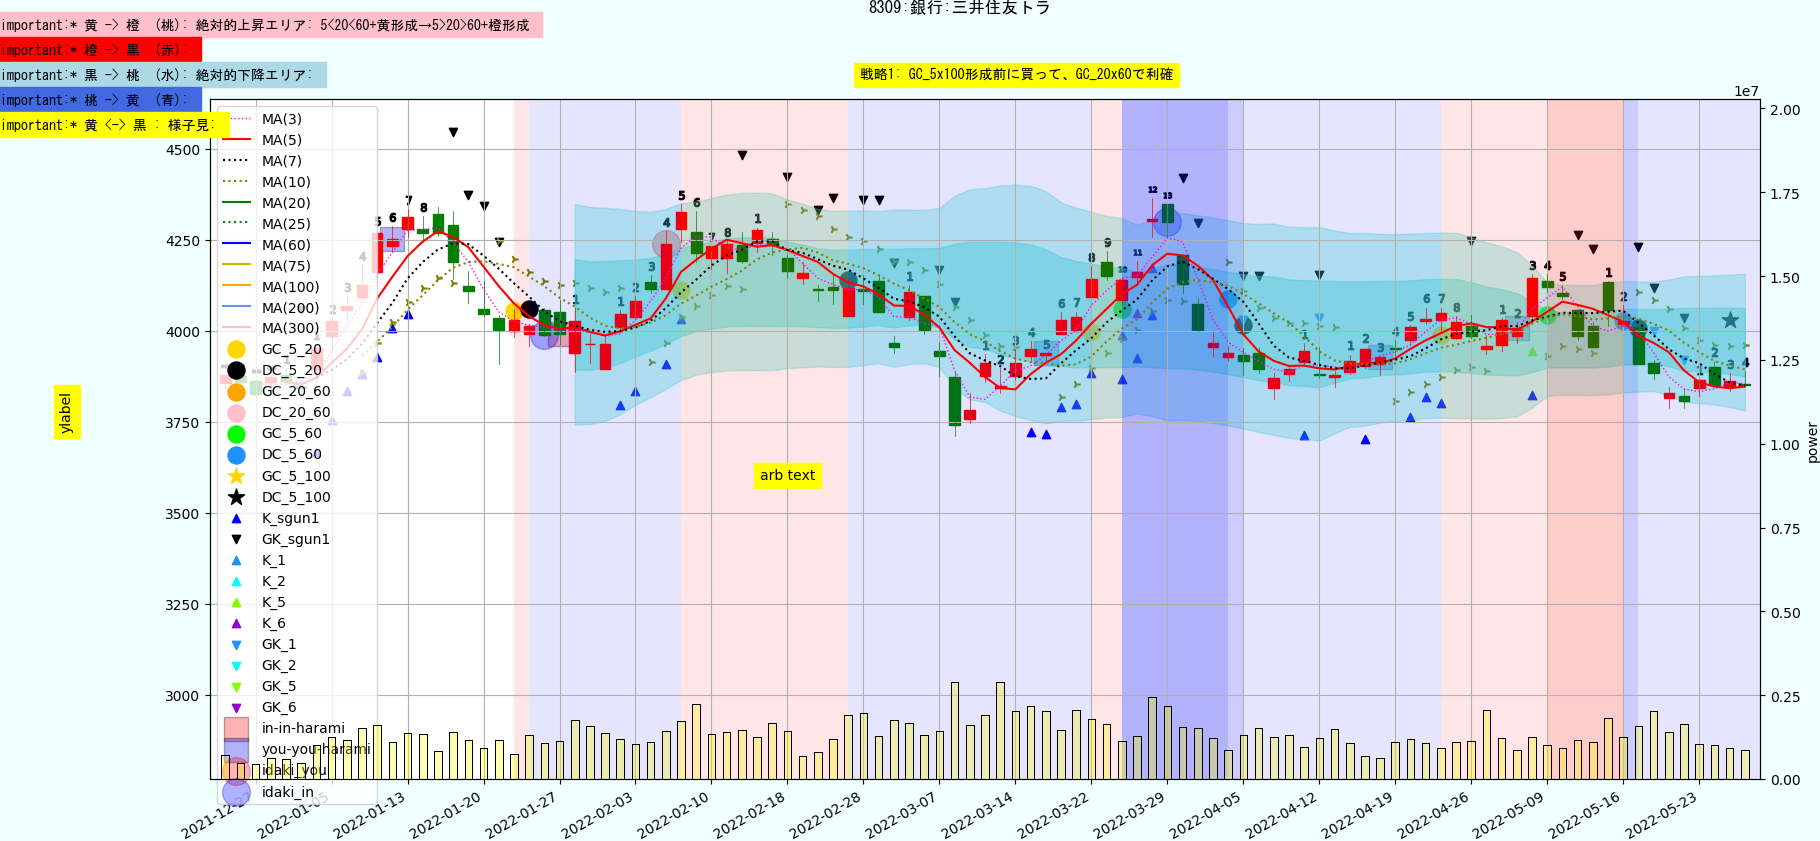 8309:銀行:三井住友トラ
important:* 黄 -> 橙 (桃): 絶対的上昇エリア: 5<20<60+黄形成→5>20>60+橙形成
important:* 橙 -> 黒 (赤):
important:* 黒 -> 桃 (水): 絶対的下降エリア:
戦略1: GC_5x100形成前に買って、GC_20x60で利確
important:* 桃 -> 黄 (青):
important:* 黄 <-> 黒 : 様子見:
1e7
MA(3)
MA(5)
MA(7)
MA(10)
MA(20)
MA(25)
MA(60)
MA(75)
MA(100)
MA(200)
MA(300)
GC_5_20
DC_5_20
GC_20_60
DC_20_60
GC_5_60
DC_5_60
GC_5_100
DC_5_100
K_sgun1
GK_sgun1
K_1
K_2
K_5
K_6
GK_1
GK_2
GK_5
GK_6
in-in-harami
you-you-harami
idaki_you
idaki_in
4500
4250
4000
3750
3500
3250
3000
ylabel
arb text
2.00
1.75
1.50
1.25
1.00
0.75
0.50
0.25
0.00
power
2021-12-27
2022-01-05
2022-01-13
2022-01-20
2022-01-27
2022-02-03
2022-02-10
2022-02-18
2022-02-28
2022-03-07
2022-03-14
2022-03-22
2022-03-29
2022-04-05
2022-04-12
2022-04-19
2022-04-26
2022-05-09
2022-05-16
2022-05-23